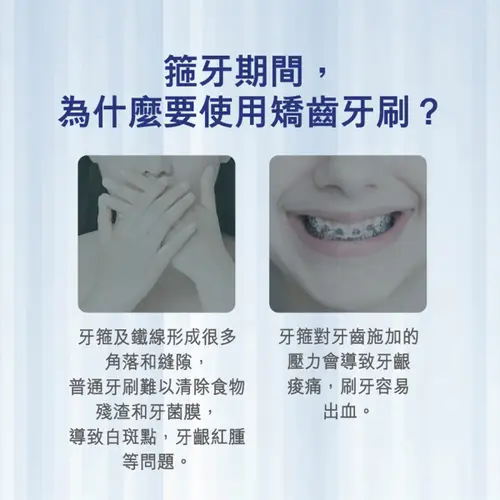 箍牙期間，
為什麼要使用矯齒牙刷？
牙箍及鐵線形成很多
角落和縫隙，
普通牙刷難以清除食物
殘渣和牙菌膜，
導致白斑點，牙齦紅腫
等問題。
牙箍對牙齒施加的
壓力會導致牙齦
痠痛，刷牙容易
出血。